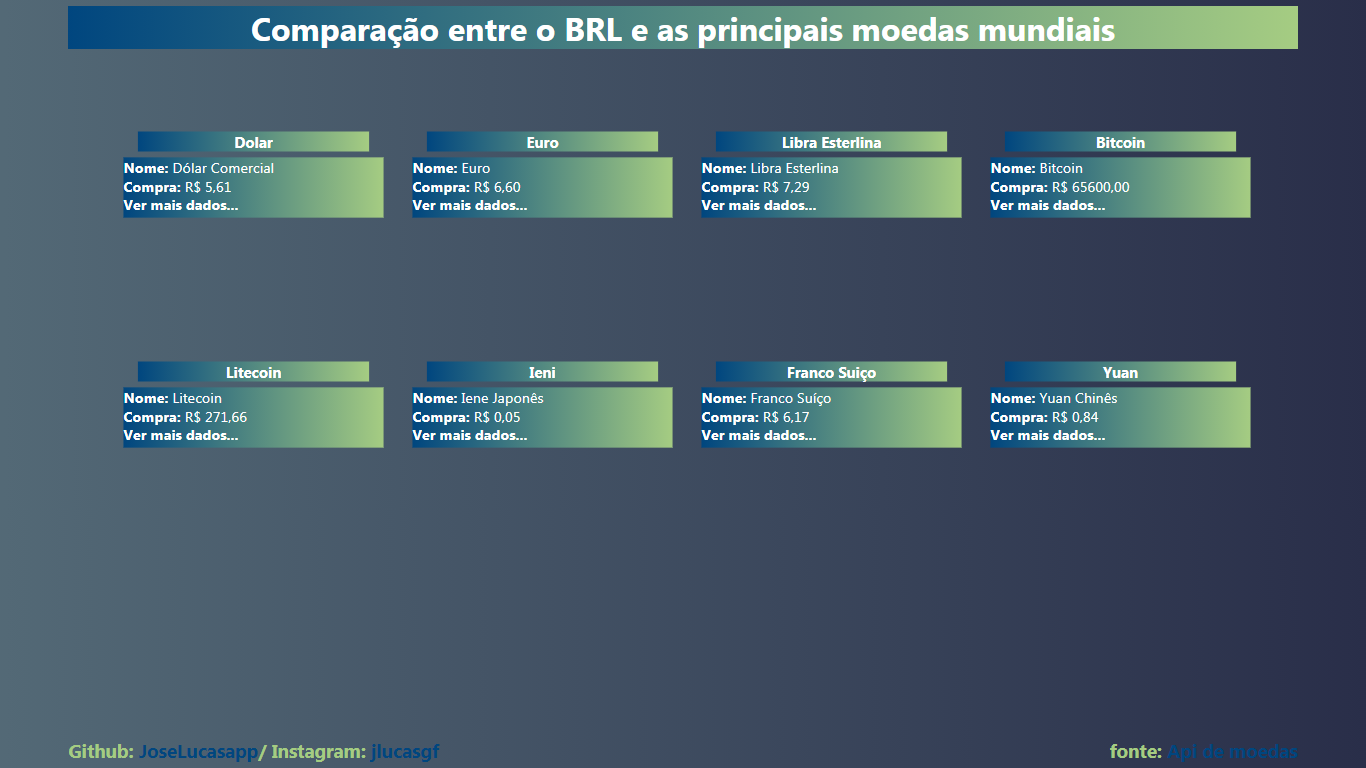 Comparação entre o BRL e as principais moedas mundiais
Dolar
Nome: Dólar Comercial
Compra: R$ 5,61
Ver mais dados...
Euro
Nome: Euro
Compra: R$ 6,60
Ver mais dados...
Libra Esterlina
Nome: Libra Esterlina
Compra: R$ 7,29
Ver mais dados...
Bitcoin
Nome: Bitcoin
Compra: R$ 65600,00
Ver mais dados...
Litecoin
Nome: Litecoin
Compra: R$ 271,66
Ver mais dados...
Ieni
Nome: Iene Japonês
Compra: R$ 0,05
Ver mais dados...
Franco Suiço
Nome: Franco Suíço
Compra: R$ 6,17
Ver mais dados...
Yuan
Nome: Yuan Chinês
Compra: R$ 0,84
Ver mais dados...
Github: JoseLucasapp/ Instagram: jlucasgf
fonte: Api de moedas